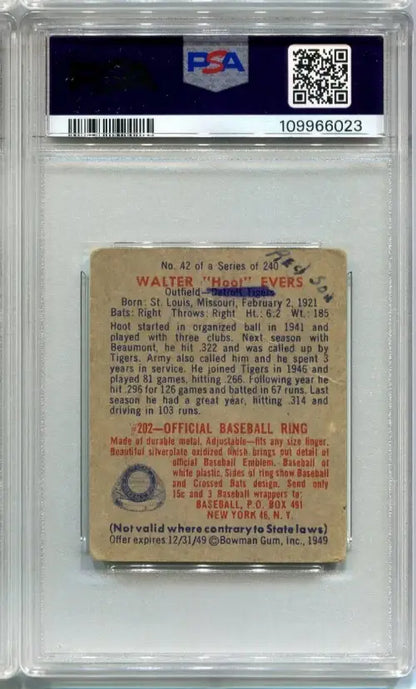 PSA
109966023
No. 42 of a Series of 240
Red Sox
WALTER "Hoot" EVERS
Outfield—Detroit Tigers
Born: St. Louis, Missouri, February 2, 1921
Bats: Right Throws: Right Ht.: 6:2 Wt.: 185
Hoot started in organized ball in 1941 and
played with three clubs. Next season with
Beaumont, he hit .322 and was called up by
Tigers. Army also called him and he spent 3
years in service. He joined Tigers in 1946 and
played 81 games, hitting .266. Following year he
hit .296 for 126 games and batted in 67 runs. Last
season he had a great year, hitting .314 and
driving in 103 runs.
#202—OFFICIAL BASEBALL RING
Made of durable metal. Adjustable—fits any size finger.
Beautiful silverplate oxidized finish brings out detail of
official Baseball Emblem. Baseball of
white plastic. Sides of ring show Baseball
and Crossed Bats design. Send only
15c and 3 Baseball wrappers to:
BASEBALL, P.O. BOX 491
NEW YORK 46, N. Y.
(Not valid where contrary to State laws)
Offer expires 12/31/49 ©Bowman Gum, Inc., 1949